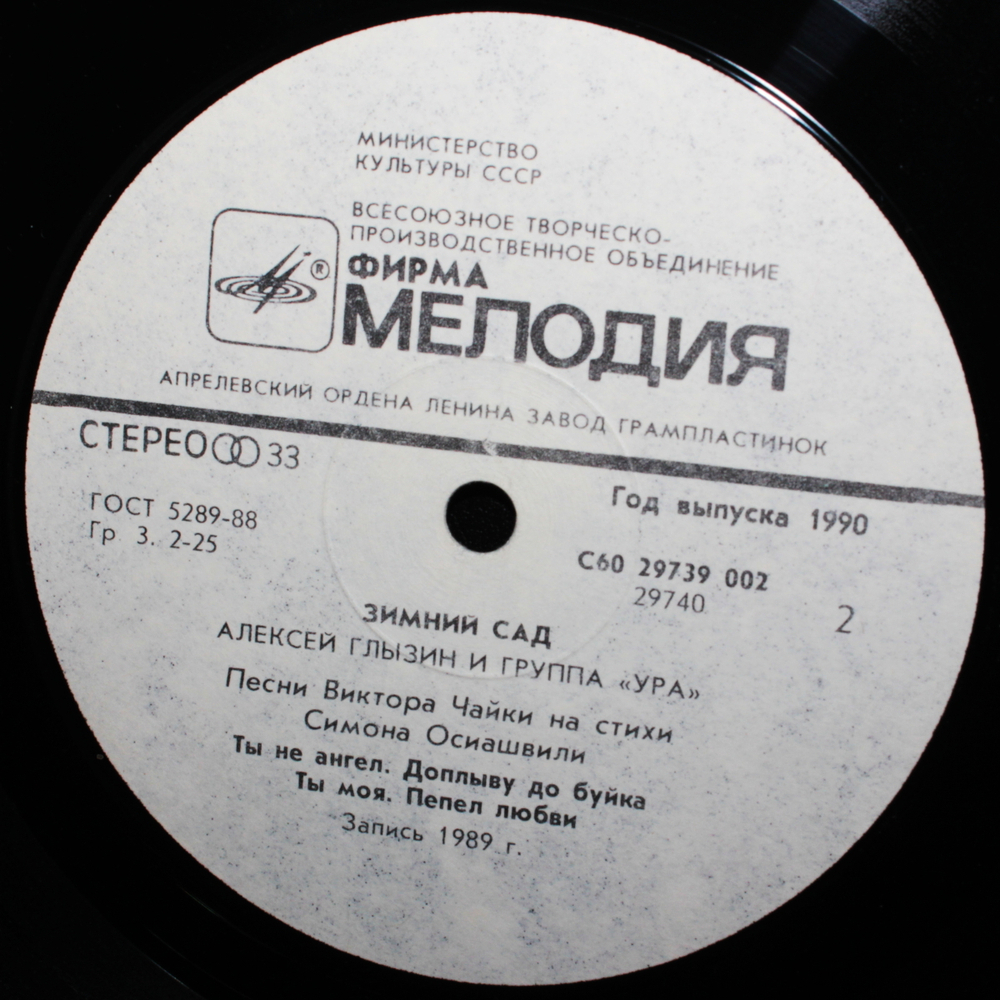 МИНИСТЕРСТВО
КУЛЬТУРЫ СССР
ВСЕСОЮЗНОЕ ТВОРЧЕСКО-
ПРОИЗВОДСТВЕННОЕ ОБЪЕДИНЕНИЕ
®
ФИРМА
МЕЛОДИЯ
АПРЕЛЕВСКИЙ ОРДЕНА ЛЕНИНА ЗАВОД ГРАМПЛАСТИНОК
СТЕРЕО 33
ГОСТ 5289-88
Гр 3. 2-25
Год выпуска 1990
С60 29739 002
29740
2
ЗИМНИЙ САД
АЛЕКСЕЙ ГЛЫЗИН И ГРУППА «УРА»
Песни Виктора Чайки на стихи
Симона Осиашвили
Ты не ангел. Доплыву до буйка
Ты моя. Пепел любви
Запись 1989 г.